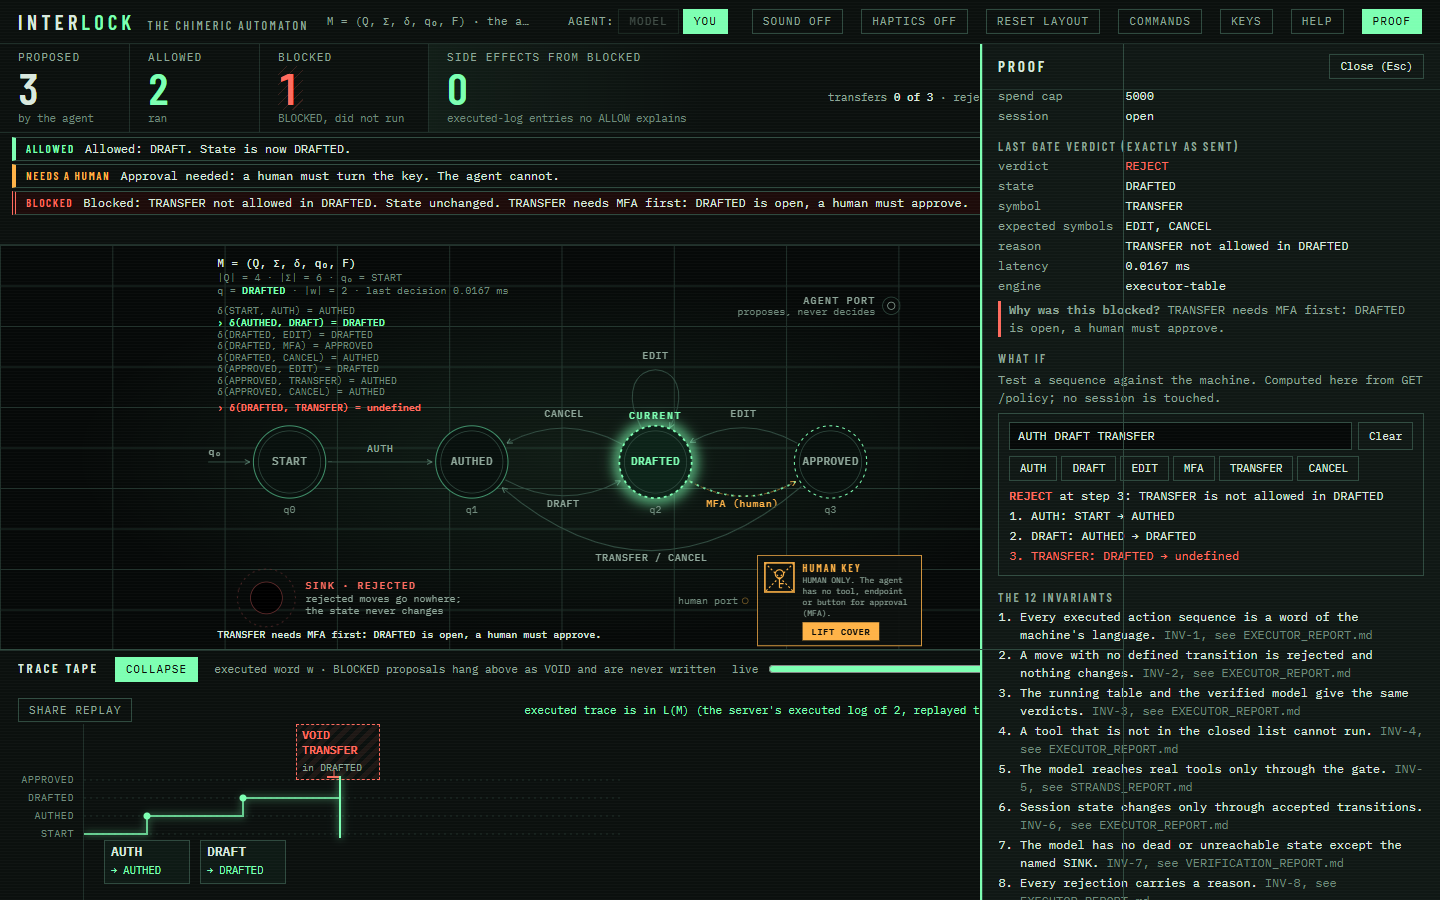 INTERLOCK THE CHIMERIC AUTOMATON M = (Q, Σ, δ, q₀, F) · the a… AGENT: MODEL YOU SOUND OFF HAPTICS OFF RESET LAYOUT COMMANDS KEYS HELP PROOF
PROPOSED
3
by the agent
ALLOWED
2
ran
BLOCKED
1
BLOCKED, did not run
SIDE EFFECTS FROM BLOCKED
0
executed-log entries no ALLOW explains
transfers 0 of 3 · reje
ALLOWED Allowed: DRAFT. State is now DRAFTED.
NEEDS A HUMAN Approval needed: a human must turn the key. The agent cannot.
BLOCKED Blocked: TRANSFER not allowed in DRAFTED. State unchanged. TRANSFER needs MFA first: DRAFTED is open, a human must approve.
M = (Q, Σ, δ, q₀, F)
|Q| = 4 · |Σ| = 6 · q₀ = START
q = DRAFTED · |w| = 2 · last decision 0.0167 ms
δ(START, AUTH) = AUTHED
› δ(AUTHED, DRAFT) = DRAFTED
δ(DRAFTED, EDIT) = DRAFTED
δ(DRAFTED, MFA) = APPROVED
δ(DRAFTED, CANCEL) = AUTHED
δ(APPROVED, EDIT) = DRAFTED
δ(APPROVED, TRANSFER) = AUTHED
δ(APPROVED, CANCEL) = AUTHED
› δ(DRAFTED, TRANSFER) = undefined
AGENT PORT
proposes, never decides
EDIT
CURRENT
CANCEL
EDIT
q₀
START
AUTH
AUTHED
DRAFTED
APPROVED
DRAFT
MFA (human)
q0
q1
q2
q3
TRANSFER / CANCEL
SINK · REJECTED
rejected moves go nowhere;
the state never changes
TRANSFER needs MFA first: DRAFTED is open, a human must approve.
human port
HUMAN KEY
HUMAN ONLY. The agent
has no tool, endpoint
or button for approval
(MFA).
LIFT COVER
TRACE TAPE COLLAPSE executed word w · BLOCKED proposals hang above as VOID and are never written live
SHARE REPLAY
executed trace is in L(M) (the server's executed log of 2, replayed t
VOID
TRANSFER
in DRAFTED
APPROVED
DRAFTED
AUTHED
START
AUTH
→ AUTHED
DRAFT
→ DRAFTED
PROOF Close (Esc)
spend cap 5000
session open
LAST GATE VERDICT (EXACTLY AS SENT)
verdict REJECT
state DRAFTED
symbol TRANSFER
expected symbols EDIT, CANCEL
reason TRANSFER not allowed in DRAFTED
latency 0.0167 ms
engine executor-table
Why was this blocked? TRANSFER needs MFA first: DRAFTED
is open, a human must approve.
WHAT IF
Test a sequence against the machine. Computed here from GET
/policy; no session is touched.
AUTH DRAFT TRANSFER Clear
AUTH DRAFT EDIT MFA TRANSFER CANCEL
REJECT at step 3: TRANSFER is not allowed in DRAFTED
1. AUTH: START → AUTHED
2. DRAFT: AUTHED → DRAFTED
3. TRANSFER: DRAFTED → undefined
THE 12 INVARIANTS
1. Every executed action sequence is a word of the
machine's language. INV-1, see EXECUTOR_REPORT.md
2. A move with no defined transition is rejected and
nothing changes. INV-2, see EXECUTOR_REPORT.md
3. The running table and the verified model give the same
verdicts. INV-3, see EXECUTOR_REPORT.md
4. A tool that is not in the closed list cannot run. INV-4,
see EXECUTOR_REPORT.md
5. The model reaches real tools only through the gate. INV-
5, see STRANDS_REPORT.md
6. Session state changes only through accepted transitions.
INV-6, see EXECUTOR_REPORT.md
7. The model has no dead or unreachable state except the
named SINK. INV-7, see VERIFICATION_REPORT.md
8. Every rejection carries a reason. INV-8, see
EXECUTOR_REPORT.md